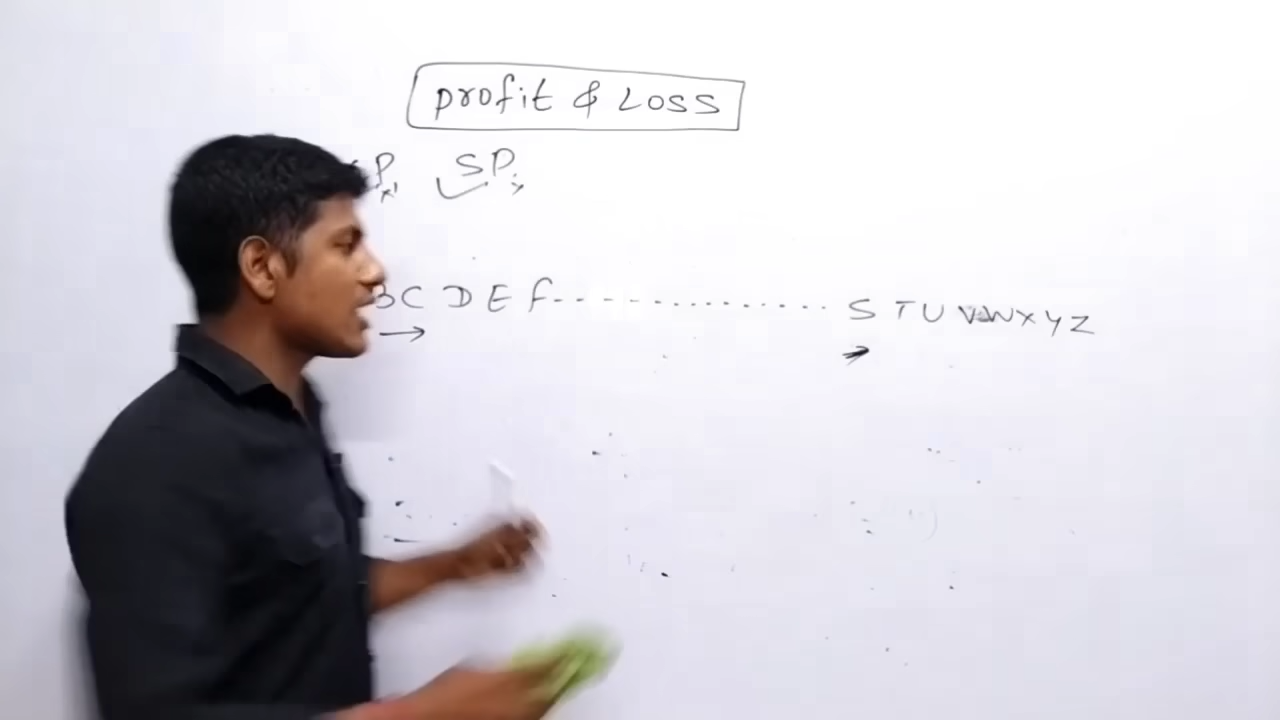 profit & Loss
P SP
C D E F - - - - . . . . . . . . . . S T U V W X Y Z